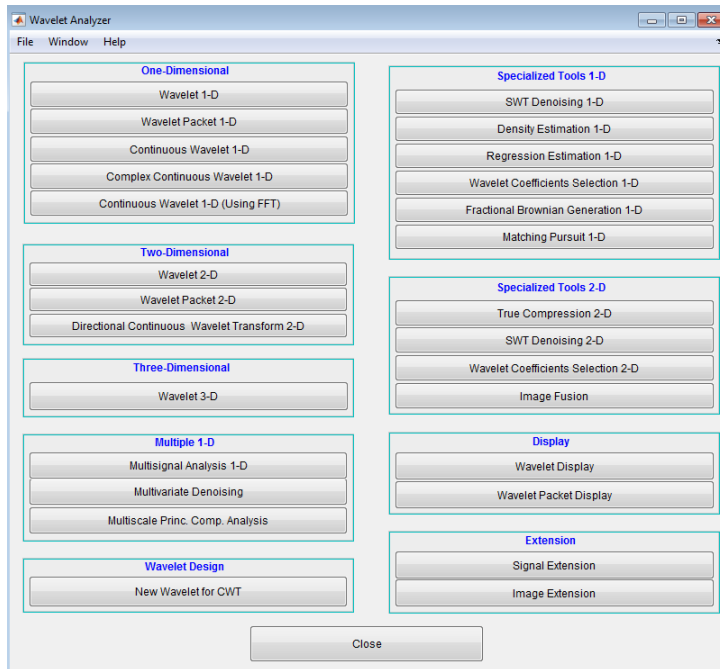 Wavelet Analyzer
File Window Help
One-Dimensional
Wavelet 1-D
Wavelet Packet 1-D
Continuous Wavelet 1-D
Complex Continuous Wavelet 1-D
Continuous Wavelet 1-D (Using FFT)
Two-Dimensional
Wavelet 2-D
Wavelet Packet 2-D
Directional Continuous Wavelet Transform 2-D
Three-Dimensional
Wavelet 3-D
Multiple 1-D
Multisignal Analysis 1-D
Multivariate Denoising
Multiscale Princ. Comp. Analysis
Wavelet Design
New Wavelet for CWT
Specialized Tools 1-D
SWT Denoising 1-D
Density Estimation 1-D
Regression Estimation 1-D
Wavelet Coefficients Selection 1-D
Fractional Brownian Generation 1-D
Matching Pursuit 1-D
Specialized Tools 2-D
True Compression 2-D
SWT Denoising 2-D
Wavelet Coefficients Selection 2-D
Image Fusion
Display
Wavelet Display
Wavelet Packet Display
Extension
Signal Extension
Image Extension
Close